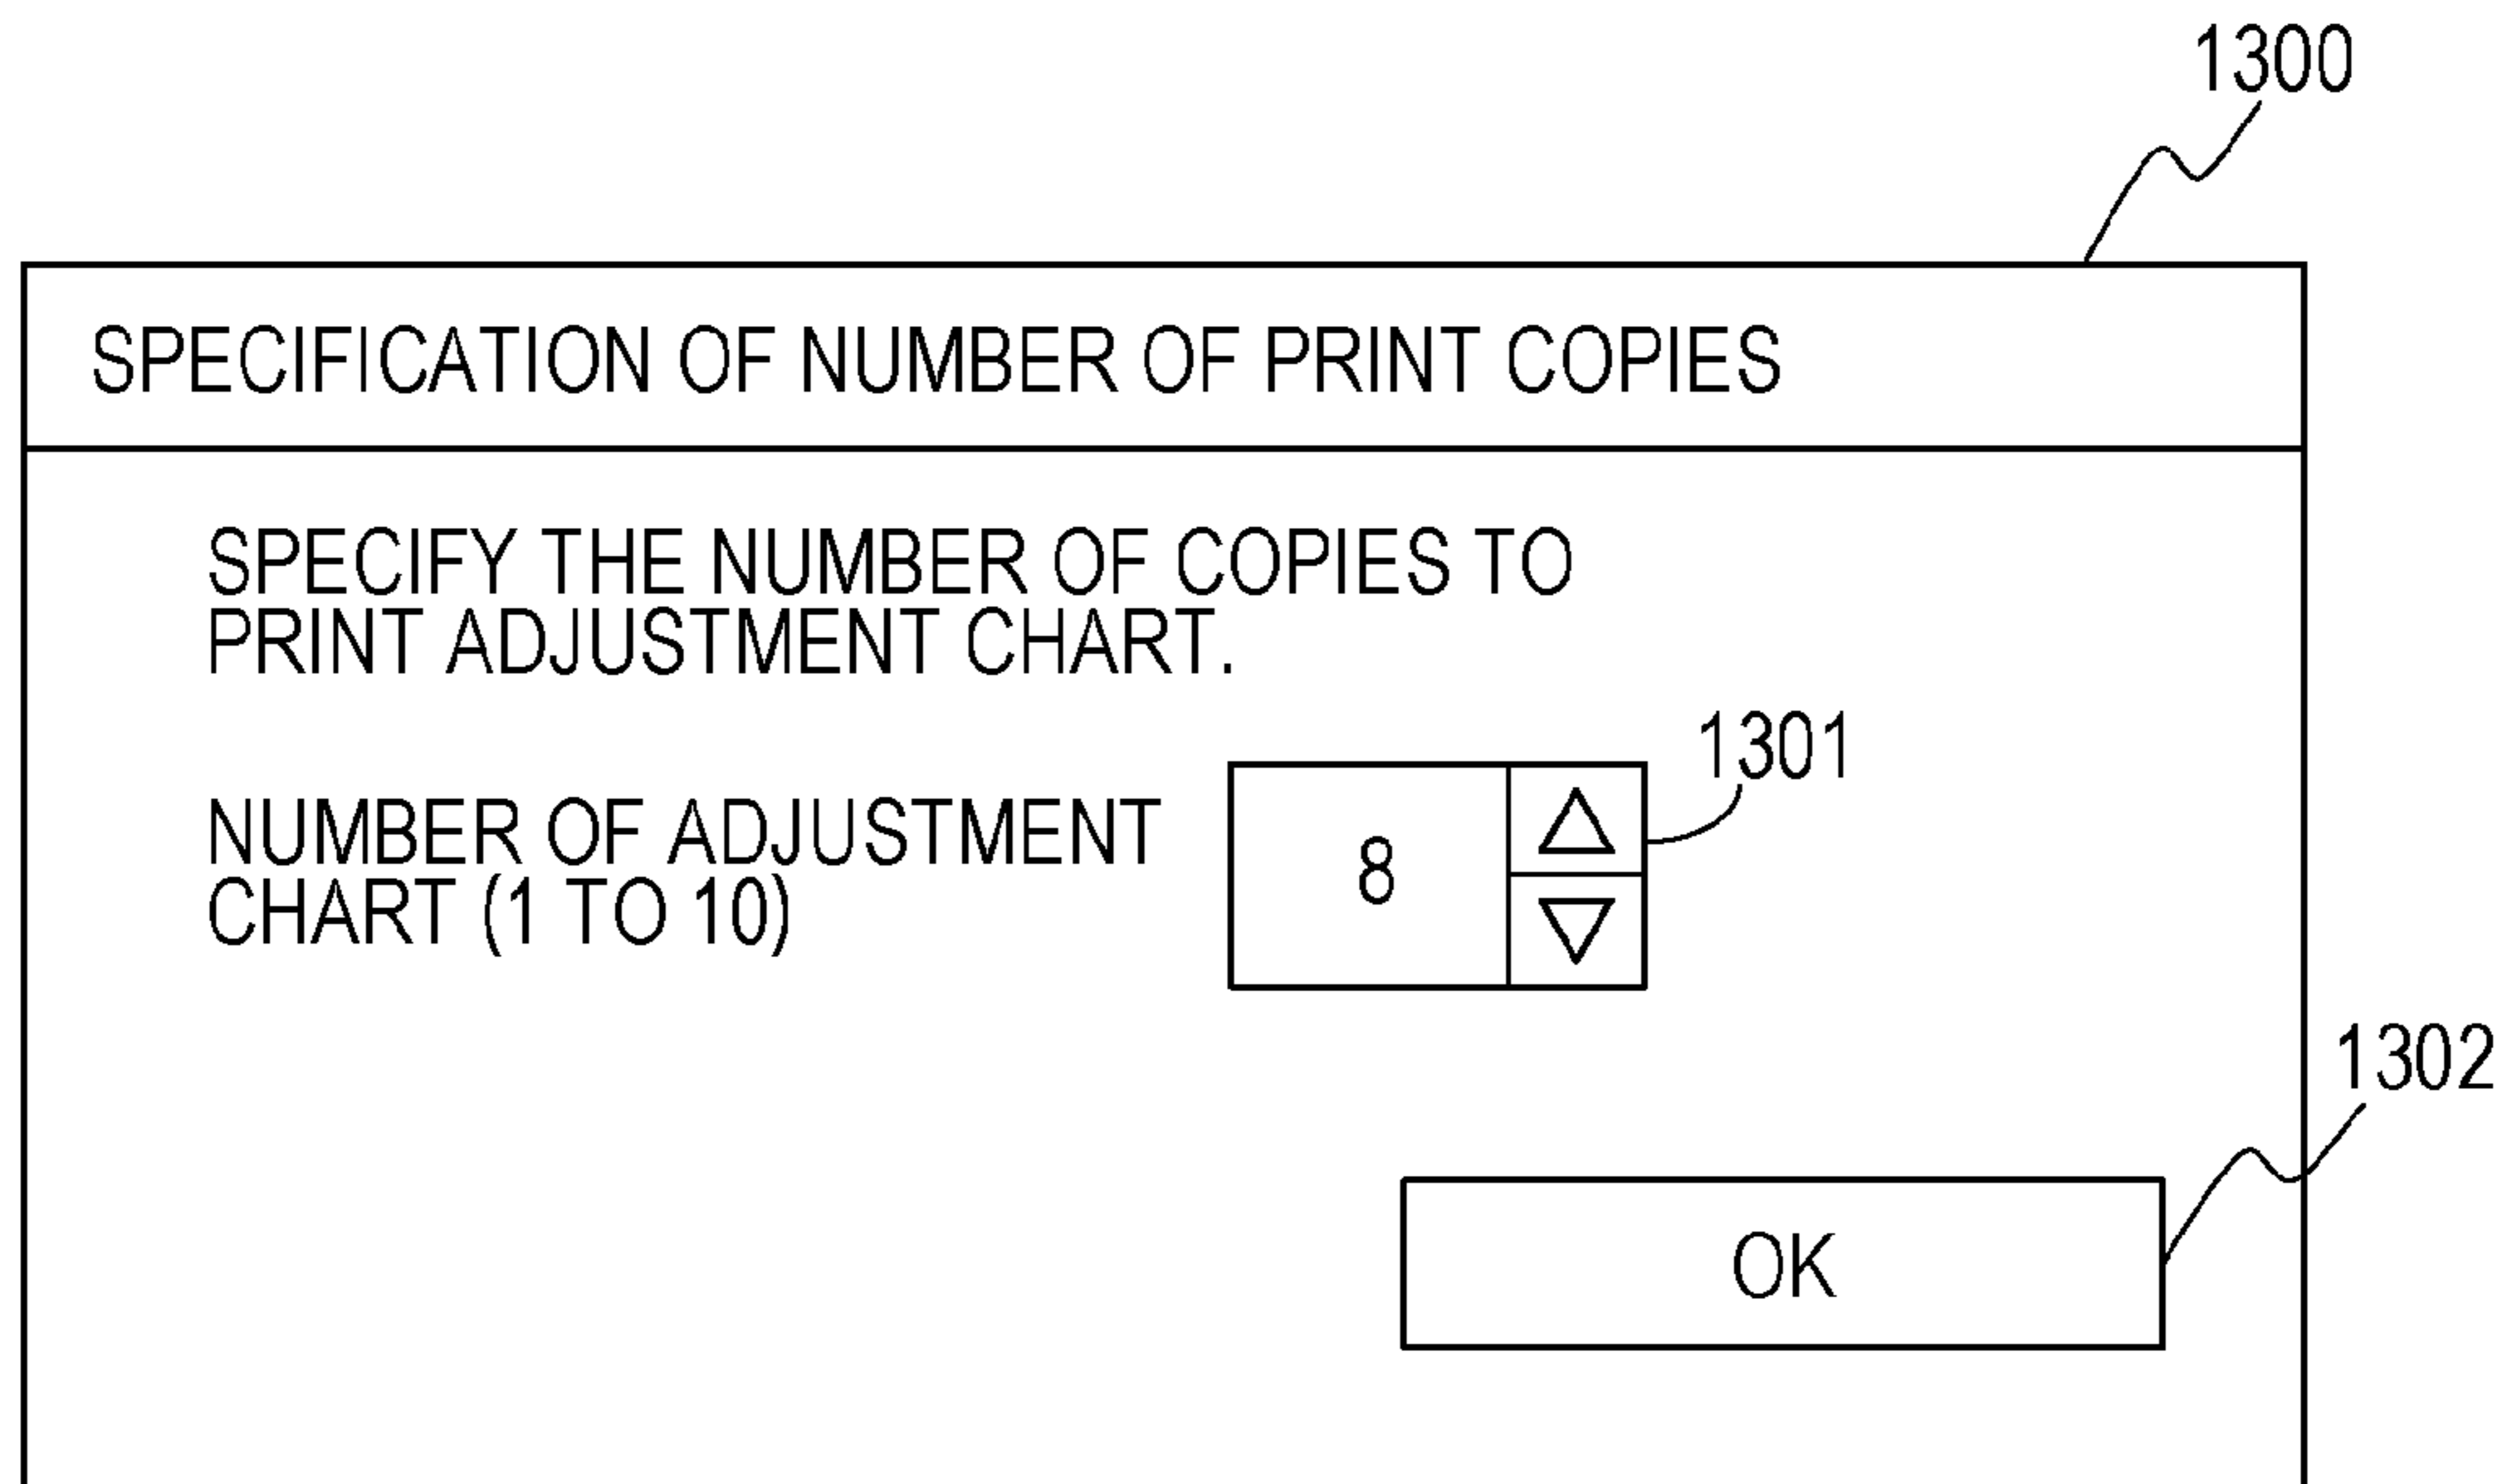 1300
SPECIFICATION OF NUMBER OF PRINT COPIES
SPECIFY THE NUMBER OF COPIES TO
PRINT ADJUSTMENT CHART.
1301
NUMBER OF ADJUSTMENT
CHART (1 TO 10)
8
1302
OK